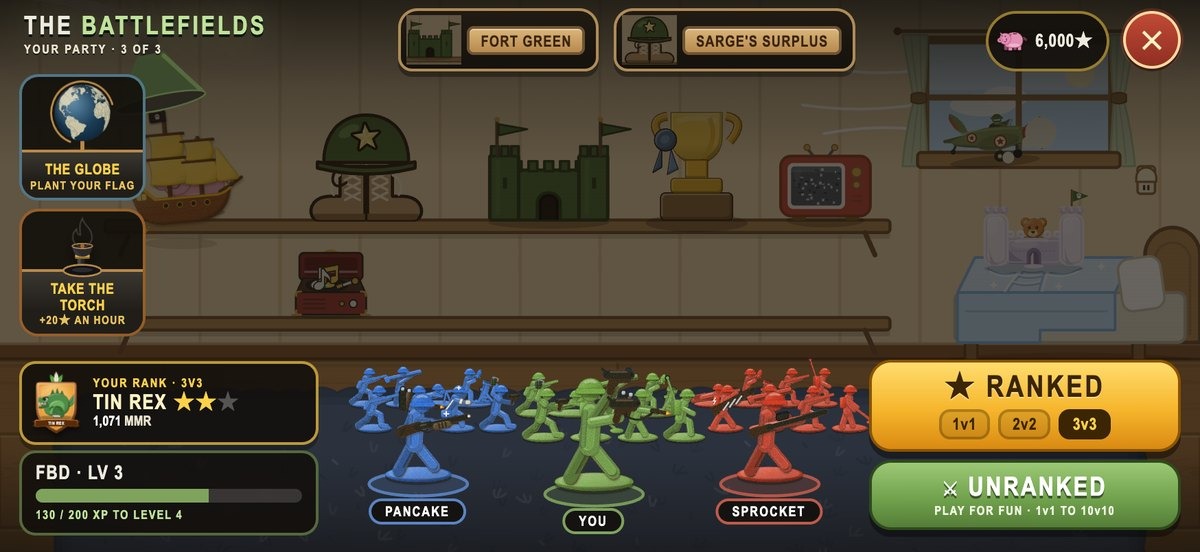 THE BATTLEFIELDS
YOUR PARTY · 3 OF 3
FORT GREEN
SARGE'S SURPLUS
6,000★
THE GLOBE
PLANT YOUR FLAG
TAKE THE
TORCH
+20★ AN HOUR
YOUR RANK · 3V3
TIN REX ★★★
1,071 MMR
TIN REX
FBD · LV 3
130 / 200 XP TO LEVEL 4
PANCAKE
YOU
SPROCKET
★ RANKED
1v1 2v2 3v3
⚔ UNRANKED
PLAY FOR FUN · 1v1 TO 10v10